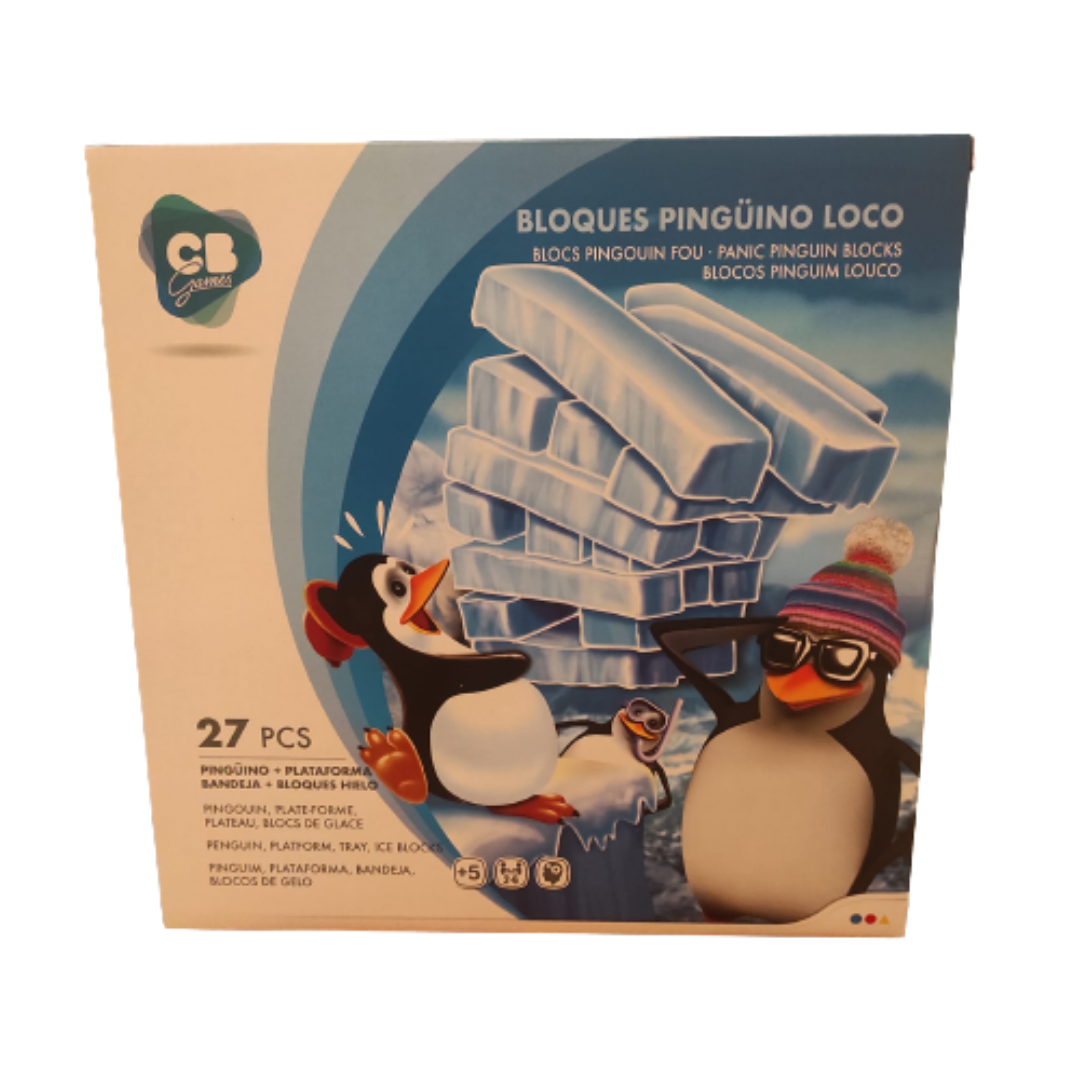 CB
Games
BLOQUES PINGÜINO LOCO
BLOCS PINGOUIN FOU · PANIC PINGUIN BLOCKS
BLOCOS PINGUIM LOUCO
27 PCS
PINGÜINO + PLATAFORMA
BANDEJA + BLOQUES HIELO
PINGOUIN, PLATE-FORME,
PLATEAU, BLOCS DE GLACE
PENGUIN, PLATFORM, TRAY, ICE BLOCKS
PINGUIM, PLATAFORMA, BANDEJA,
BLOCOS DE GELO
+5
2-6